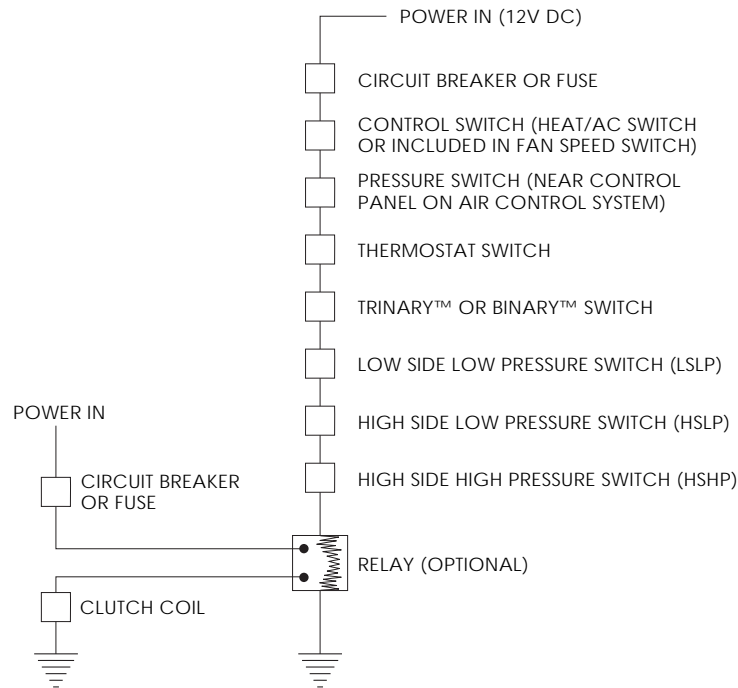 POWER IN (12V DC)
CIRCUIT BREAKER OR FUSE
CONTROL SWITCH (HEAT/AC SWITCH
OR INCLUDED IN FAN SPEED SWITCH)
PRESSURE SWITCH (NEAR CONTROL
PANEL ON AIR CONTROL SYSTEM)
THERMOSTAT SWITCH
TRINARY™ OR BINARY™ SWITCH
LOW SIDE LOW PRESSURE SWITCH (LSLP)
HIGH SIDE LOW PRESSURE SWITCH (HSLP)
HIGH SIDE HIGH PRESSURE SWITCH (HSHP)
RELAY (OPTIONAL)
POWER IN
CIRCUIT BREAKER
OR FUSE
CLUTCH COIL